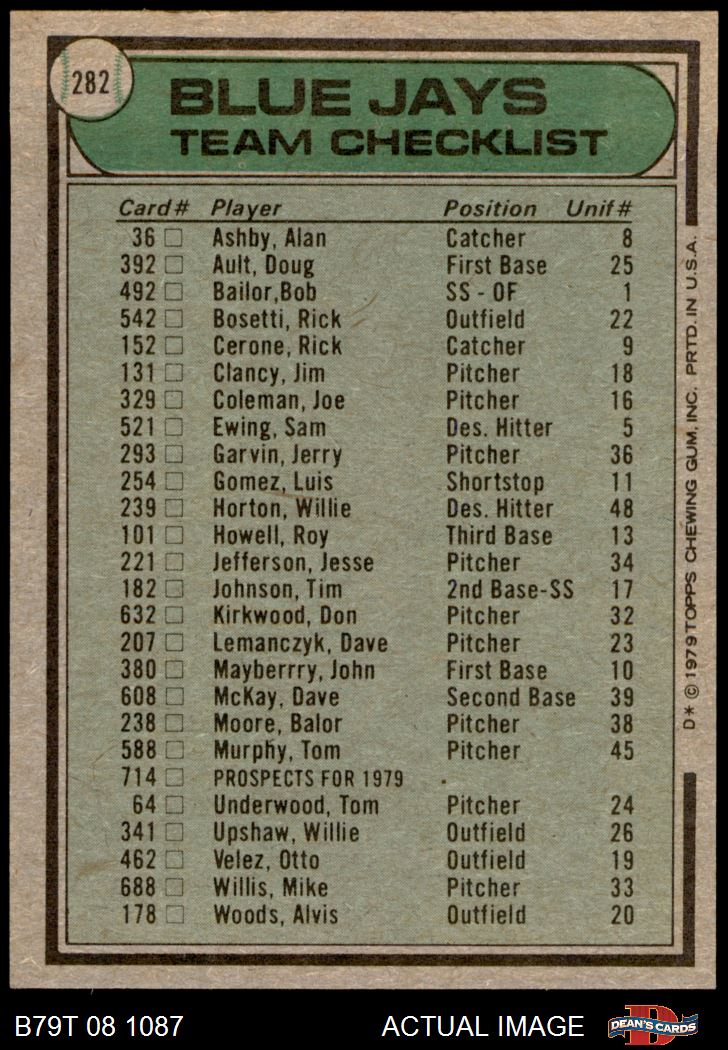 282
BLUE JAYS
TEAM CHECKLIST
Card# Player Position Unif#
36 Ashby, Alan Catcher 8
392 Ault, Doug First Base 25
492 Bailor,Bob SS - OF 1
542 Bosetti, Rick Outfield 22
152 Cerone, Rick Catcher 9
131 Clancy, Jim Pitcher 18
329 Coleman, Joe Pitcher 16
521 Ewing, Sam Des. Hitter 5
293 Garvin, Jerry Pitcher 36
254 Gomez, Luis Shortstop 11
239 Horton, Willie Des. Hitter 48
101 Howell, Roy Third Base 13
221 Jefferson, Jesse Pitcher 34
182 Johnson, Tim 2nd Base-SS 17
632 Kirkwood, Don Pitcher 32
207 Lemanczyk, Dave Pitcher 23
380 Mayberrry, John First Base 10
608 McKay, Dave Second Base 39
238 Moore, Balor Pitcher 38
588 Murphy, Tom Pitcher 45
714 PROSPECTS FOR 1979
64 Underwood, Tom Pitcher 24
341 Upshaw, Willie Outfield 26
462 Velez, Otto Outfield 19
688 Willis, Mike Pitcher 33
178 Woods, Alvis Outfield 20
D* © 1979 TOPPS CHEWING GUM, INC. PRTD. IN U.S.A.
B79T 08 1087 ACTUAL IMAGE
D
DEAN'S CARDS